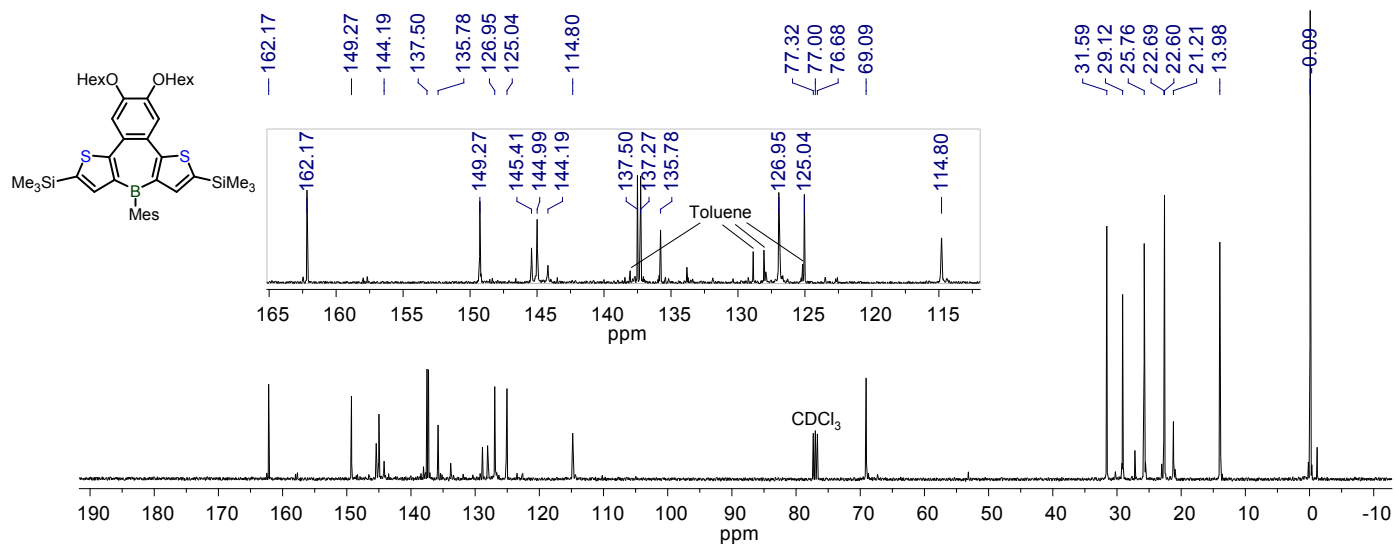 162.17 149.27 144.19 137.50 135.78 126.95 125.04 114.80 77.32 77.00 76.68 69.09 31.59 29.12 25.76 22.69 22.60 21.21 13.98 -0.09
HexO OHex
S S
Me3Si SiMe3
B
Mes
162.17 149.27 145.41 144.99 144.19 137.50 137.27 135.78 126.95 125.04 114.80
Toluene
165 160 155 150 145 140 135 130 125 120 115
ppm
CDCl3
190 180 170 160 150 140 130 120 110 100 90 80 70 60 50 40 30 20 10 0 -10
ppm